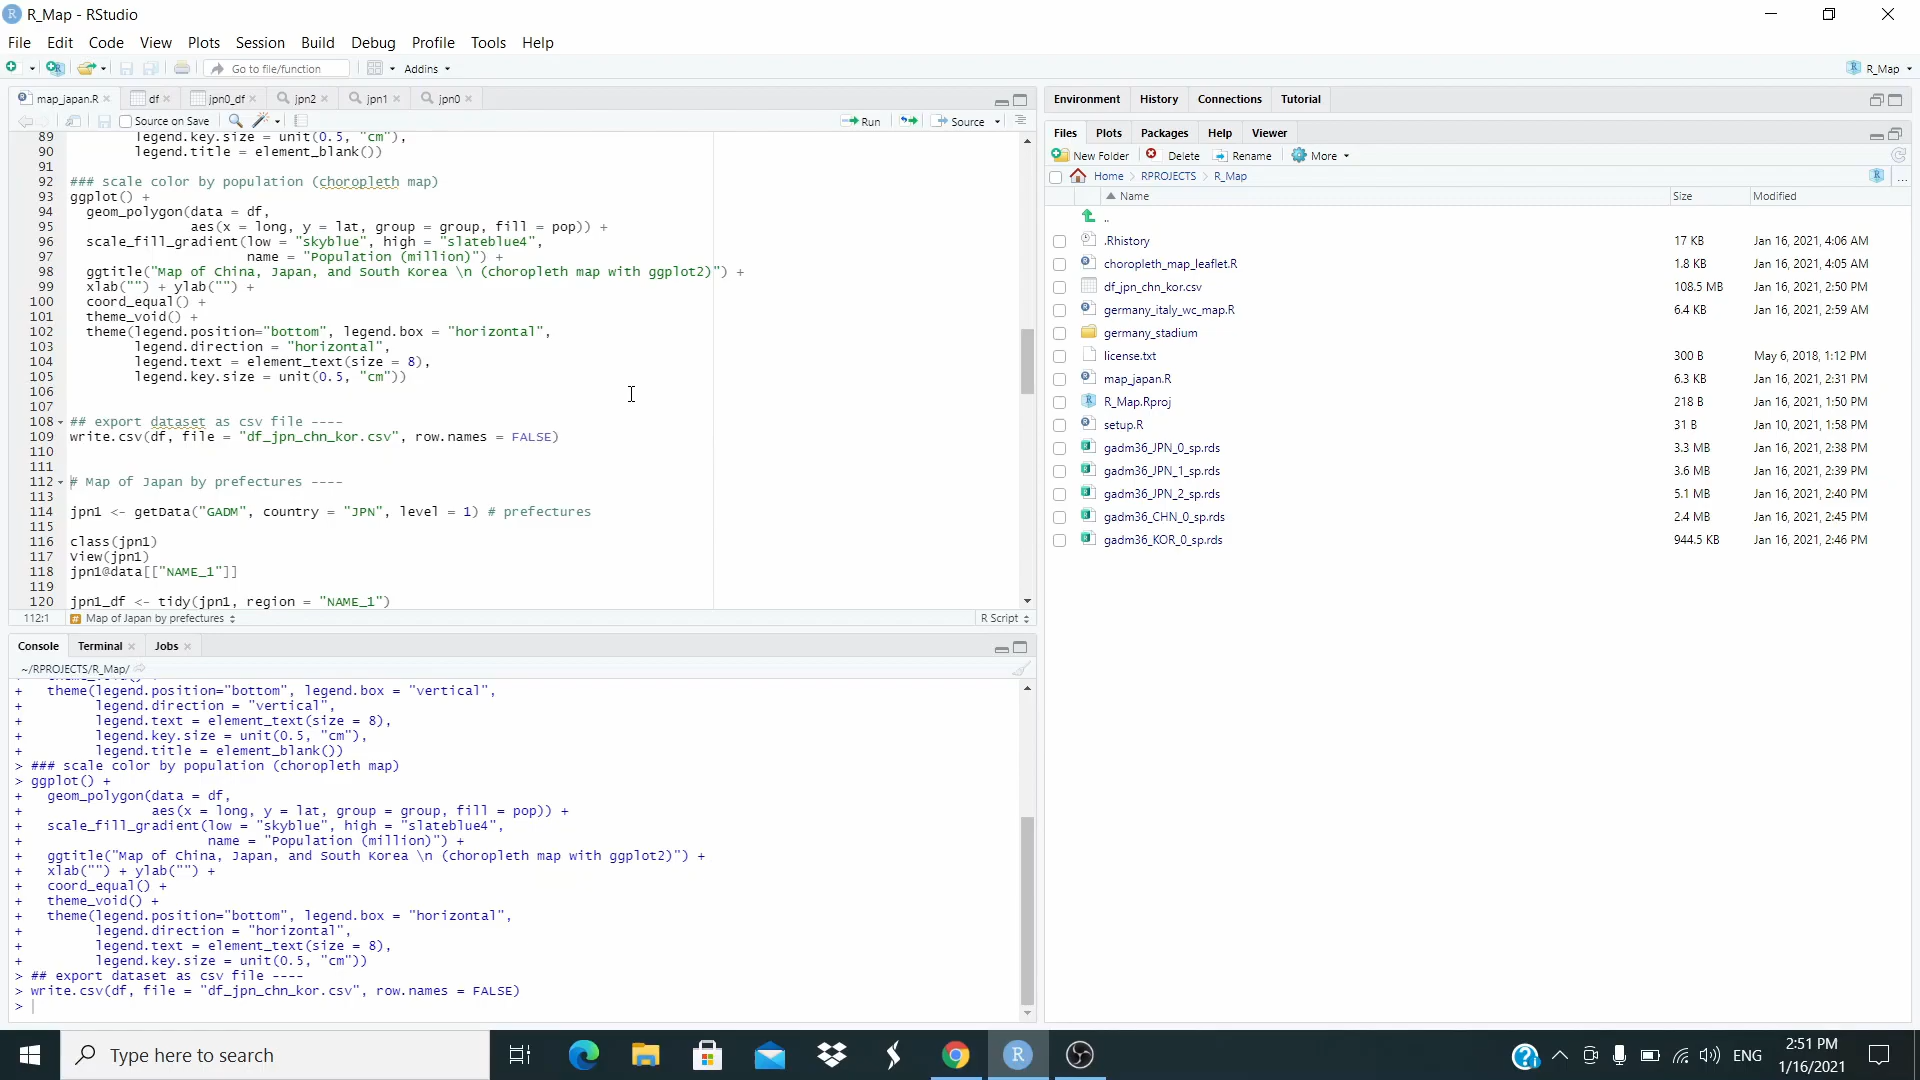 R_Map - RStudio
File Edit Code View Plots Session Build Debug Profile Tools Help
Go to file/function Addins R_Map
map_japan.R df jpn0_df jpn2 jpn1 jpn0
Source on Save Run Source
89 legend.key.size = unit(0.5, "cm"),
90 legend.title = element_blank())
91
92 ### scale color by population (choropleth map)
93 ggplot() +
94 geom_polygon(data = df,
95 aes(x = long, y = lat, group = group, fill = pop)) +
96 scale_fill_gradient(low = "skyblue", high = "slateblue4",
97 name = "Population (million)") +
98 ggtitle("Map of China, Japan, and South Korea \n (choropleth map with ggplot2)") +
99 xlab("") + ylab("") +
100 coord_equal() +
101 theme_void() +
102 theme(legend.position="bottom", legend.box = "horizontal",
103 legend.direction = "horizontal",
104 legend.text = element_text(size = 8),
105 legend.key.size = unit(0.5, "cm"))
106
107
108 ## export dataset as csv file ----
109 write.csv(df, file = "df_jpn_chn_kor.csv", row.names = FALSE)
110
111
112 # Map of Japan by prefectures ----
113
114 jpn1 <- getData("GADM", country = "JPN", level = 1) # prefectures
115
116 class(jpn1)
117 View(jpn1)
118 jpn1@data[["NAME_1"]]
119
120 jpn1_df <- tidy(jpn1, region = "NAME_1")
112:1 # Map of Japan by prefectures R Script
Console Terminal Jobs
~/RPROJECTS/R_Map/
+ theme(legend.position="bottom", legend.box = "vertical",
+ legend.direction = "vertical",
+ legend.text = element_text(size = 8),
+ legend.key.size = unit(0.5, "cm"),
+ legend.title = element_blank())
> ### scale color by population (choropleth map)
> ggplot() +
+ geom_polygon(data = df,
+ aes(x = long, y = lat, group = group, fill = pop)) +
+ scale_fill_gradient(low = "skyblue", high = "slateblue4",
+ name = "Population (million)") +
+ ggtitle("Map of China, Japan, and South Korea \n (choropleth map with ggplot2)") +
+ xlab("") + ylab("") +
+ coord_equal() +
+ theme_void() +
+ theme(legend.position="bottom", legend.box = "horizontal",
+ legend.direction = "horizontal",
+ legend.text = element_text(size = 8),
+ legend.key.size = unit(0.5, "cm"))
> ## export dataset as csv file ----
> write.csv(df, file = "df_jpn_chn_kor.csv", row.names = FALSE)
>
Environment History Connections Tutorial
Files Plots Packages Help Viewer
New Folder Delete Rename More
Home RPROJECTS R_Map ...
Name Size Modified
..
.Rhistory 17 KB Jan 16, 2021, 4:06 AM
choropleth_map_leaflet.R 1.8 KB Jan 16, 2021, 4:05 AM
df_jpn_chn_kor.csv 108.5 MB Jan 16, 2021, 2:50 PM
germany_italy_wc_map.R 6.4 KB Jan 16, 2021, 2:59 AM
germany_stadium
license.txt 300 B May 6, 2018, 1:12 PM
map_japan.R 6.3 KB Jan 16, 2021, 2:31 PM
R_Map.Rproj 218 B Jan 16, 2021, 1:50 PM
setup.R 31 B Jan 10, 2021, 1:58 PM
gadm36_JPN_0_sp.rds 3.3 MB Jan 16, 2021, 2:38 PM
gadm36_JPN_1_sp.rds 3.6 MB Jan 16, 2021, 2:39 PM
gadm36_JPN_2_sp.rds 5.1 MB Jan 16, 2021, 2:40 PM
gadm36_CHN_0_sp.rds 2.4 MB Jan 16, 2021, 2:45 PM
gadm36_KOR_0_sp.rds 944.5 KB Jan 16, 2021, 2:46 PM
Type here to search
ENG
2:51 PM
1/16/2021